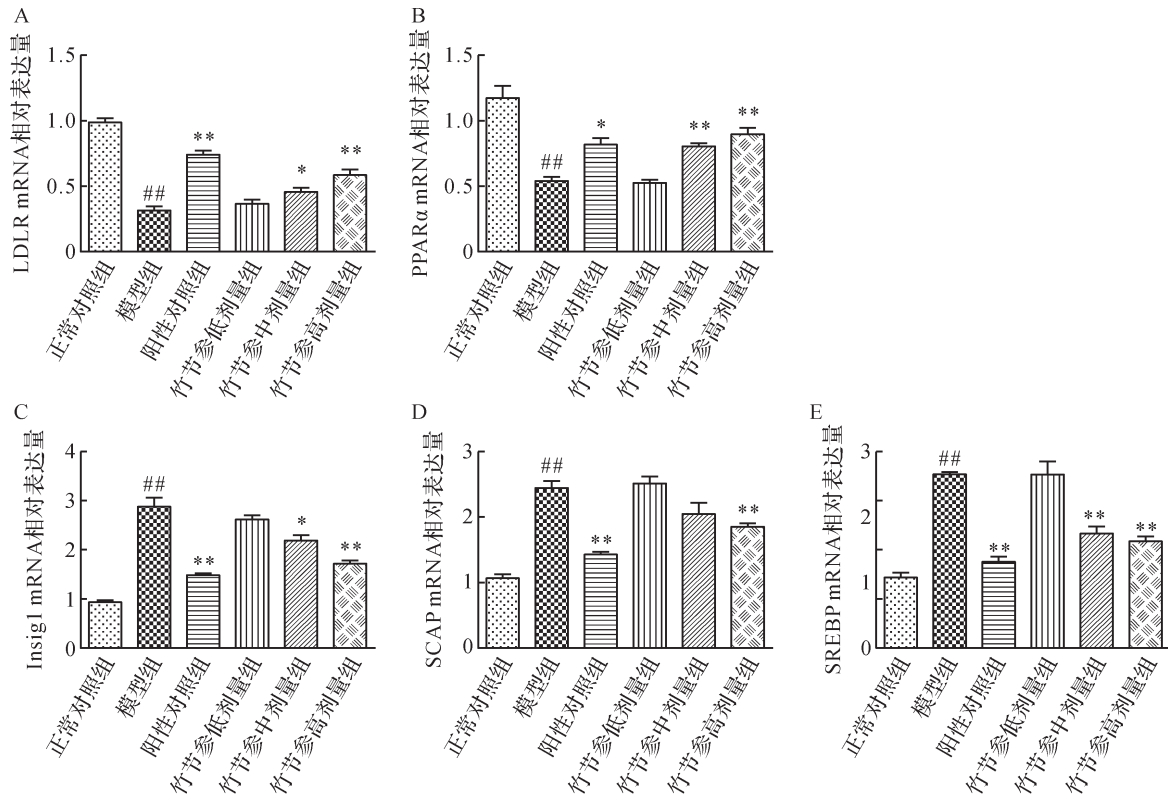 A
LDLR mRNA相对表达量
1.5
1.0
0.5
0
##
**
*
**
正常对照组
模型组
阳性对照组
竹节参低剂量组
竹节参中剂量组
竹节参高剂量组
B
PPARα mRNA相对表达量
1.5
1.0
0.5
0
##
*
**
**
正常对照组
模型组
阳性对照组
竹节参低剂量组
竹节参中剂量组
竹节参高剂量组
C
Insig1 mRNA相对表达量
4
3
2
1
0
##
**
*
**
正常对照组
模型组
阳性对照组
竹节参低剂量组
竹节参中剂量组
竹节参高剂量组
D
SCAP mRNA相对表达量
3
2
1
0
##
**
**
正常对照组
模型组
阳性对照组
竹节参低剂量组
竹节参中剂量组
竹节参高剂量组
E
SREBP mRNA相对表达量
3
2
1
0
##
**
**
**
正常对照组
模型组
阳性对照组
竹节参低剂量组
竹节参中剂量组
竹节参高剂量组